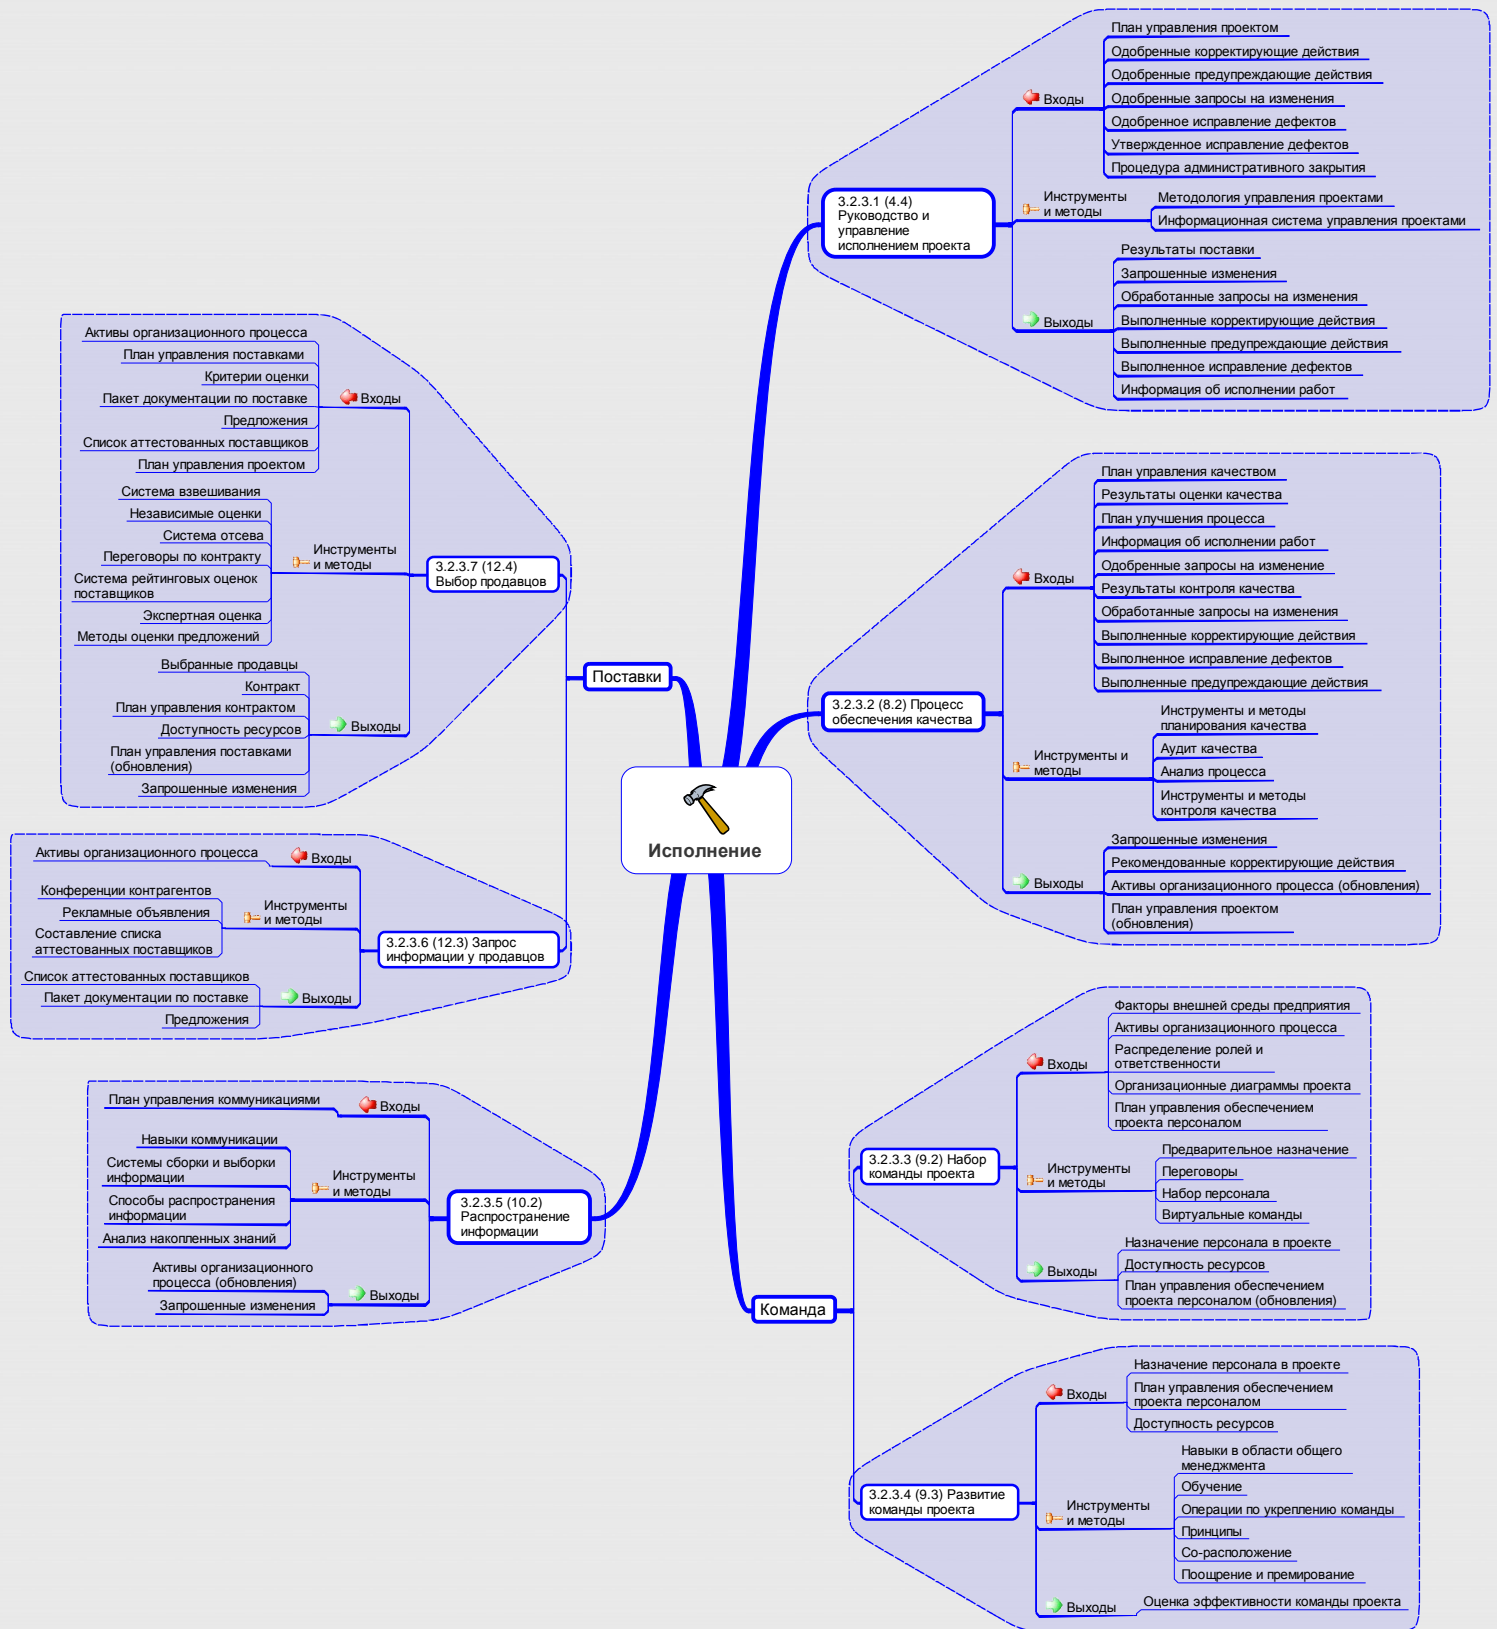 Исполнение
3.2.3.1 (4.4)
Руководство и
управление
исполнением проекта
Входы
План управления проектом
Одобренные корректирующие действия
Одобренные предупреждающие действия
Одобренные запросы на изменения
Одобренное исправление дефектов
Утвержденное исправление дефектов
Процедура административного закрытия
Инструменты
и методы
Методология управления проектами
Информационная система управления проектами
Выходы
Результаты поставки
Запрошенные изменения
Обработанные запросы на изменения
Выполненные корректирующие действия
Выполненные предупреждающие действия
Выполненное исправление дефектов
Информация об исполнении работ
3.2.3.2 (8.2) Процесс
обеспечения качества
Входы
План управления качеством
Результаты оценки качества
План улучшения процесса
Информация об исполнении работ
Одобренные запросы на изменение
Результаты контроля качества
Обработанные запросы на изменения
Выполненные корректирующие действия
Выполненное исправление дефектов
Выполненные предупреждающие действия
Инструменты и
методы
Инструменты и методы
планирования качества
Аудит качества
Анализ процесса
Инструменты и методы
контроля качества
Выходы
Запрошенные изменения
Рекомендованные корректирующие действия
Активы организационного процесса (обновления)
План управления проектом
(обновления)
Команда
3.2.3.3 (9.2) Набор
команды проекта
Входы
Факторы внешней среды предприятия
Активы организационного процесса
Распределение ролей и
ответственности
Организационные диаграммы проекта
План управления обеспечением
проекта персоналом
Инструменты
и методы
Предварительное назначение
Переговоры
Набор персонала
Виртуальные команды
Выходы
Назначение персонала в проекте
Доступность ресурсов
План управления обеспечением
проекта персоналом (обновления)
3.2.3.4 (9.3) Развитие
команды проекта
Входы
Назначение персонала в проекте
План управления обеспечением
проекта персоналом
Доступность ресурсов
Инструменты
и методы
Навыки в области общего
менеджмента
Обучение
Операции по укреплению команды
Принципы
Со-расположение
Поощрение и премирование
Выходы
Оценка эффективности команды проекта
3.2.3.5 (10.2)
Распространение
информации
Входы
План управления коммуникациями
Инструменты
и методы
Навыки коммуникации
Системы сборки и выборки
информации
Способы распространения
информации
Анализ накопленных знаний
Выходы
Активы организационного
процесса (обновления)
Запрошенные изменения
Поставки
3.2.3.6 (12.3) Запрос
информации у продавцов
Входы
Активы организационного процесса
Инструменты
и методы
Конференции контрагентов
Рекламные объявления
Составление списка
аттестованных поставщиков
Выходы
Список аттестованных поставщиков
Пакет документации по поставке
Предложения
3.2.3.7 (12.4)
Выбор продавцов
Входы
Активы организационного процесса
План управления поставками
Критерии оценки
Пакет документации по поставке
Предложения
Список аттестованных поставщиков
План управления проектом
Инструменты
и методы
Система взвешивания
Независимые оценки
Система отсева
Переговоры по контракту
Система рейтинговых оценок
поставщиков
Экспертная оценка
Методы оценки предложений
Выходы
Выбранные продавцы
Контракт
План управления контрактом
Доступность ресурсов
План управления поставками
(обновления)
Запрошенные изменения